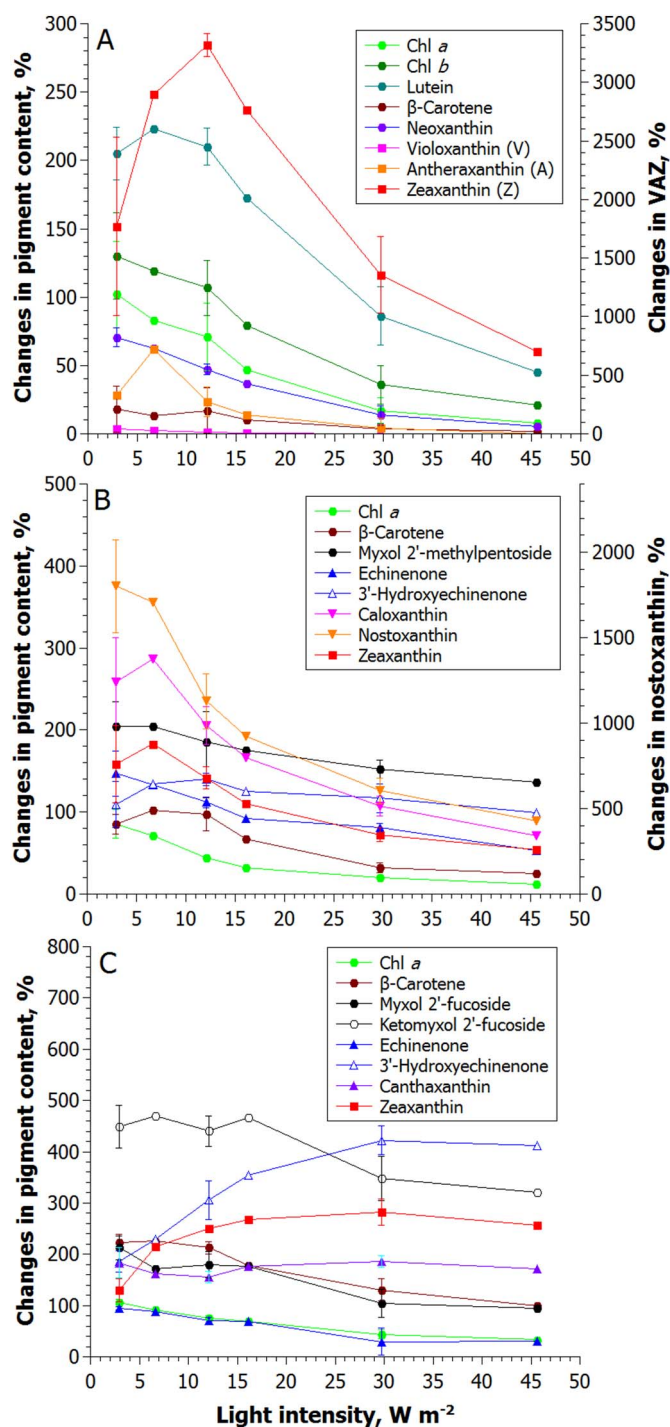 A
Changes in pigment content, %
300
250
200
150
100
50
0
Chl a
Chl b
Lutein
β-Carotene
Neoxanthin
Violoxanthin (V)
Antheraxanthin (A)
Zeaxanthin (Z)
3500
3000
2500
2000
1500
1000
500
0
Changes in VAZ, %
0 5 10 15 20 25 30 35 40 45 50
B
Changes in pigment content, %
500
400
300
200
100
0
Chl a
β-Carotene
Myxol 2'-methylpentoside
Echinenone
3'-Hydroxyechinenone
Caloxanthin
Nostoxanthin
Zeaxanthin
2000
1500
1000
500
0
Changes in nostoxanthin, %
0 5 10 15 20 25 30 35 40 45 50
C
Changes in pigment content, %
800
700
600
500
400
300
200
100
0
Chl a
β-Carotene
Myxol 2'-fucoside
Ketomyxol 2'-fucoside
Echinenone
3'-Hydroxyechinenone
Canthaxanthin
Zeaxanthin
0 5 10 15 20 25 30 35 40 45 50
Light intensity, W m⁻²